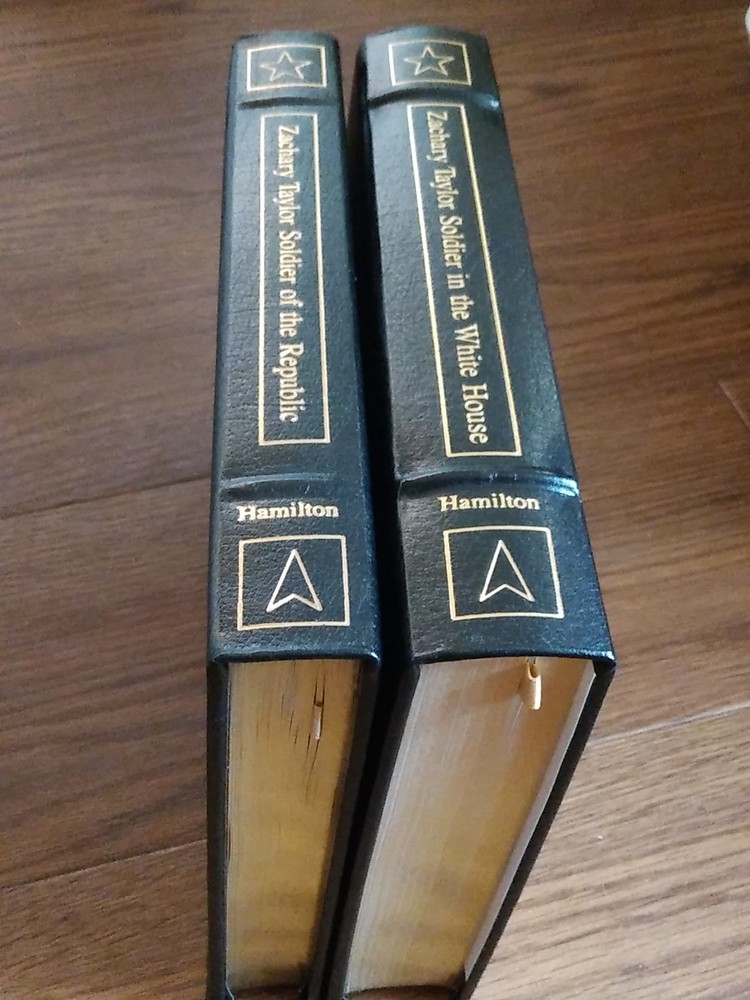 Zachary Taylor Soldier of the Republic
Hamilton
Zachary Taylor Soldier in the White House
Hamilton